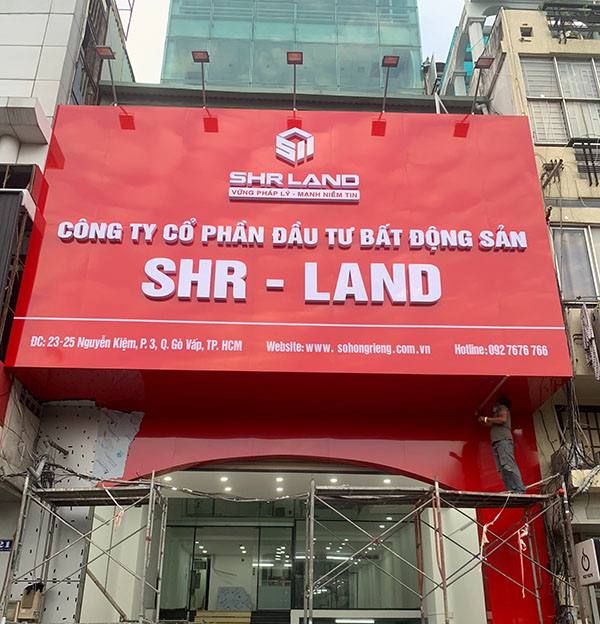 SHR LAND
VỮNG PHÁP LÝ - MẠNH NIỀM TIN
CÔNG TY CỔ PHẦN ĐẦU TƯ BẤT ĐỘNG SẢN
SHR - LAND
ĐC: 23-25 Nguyễn Kiệm, P. 3, Q. Gò Vấp, TP. HCM Website: www. sohongrieng.com.vn Hotline: 092 7676 766
21